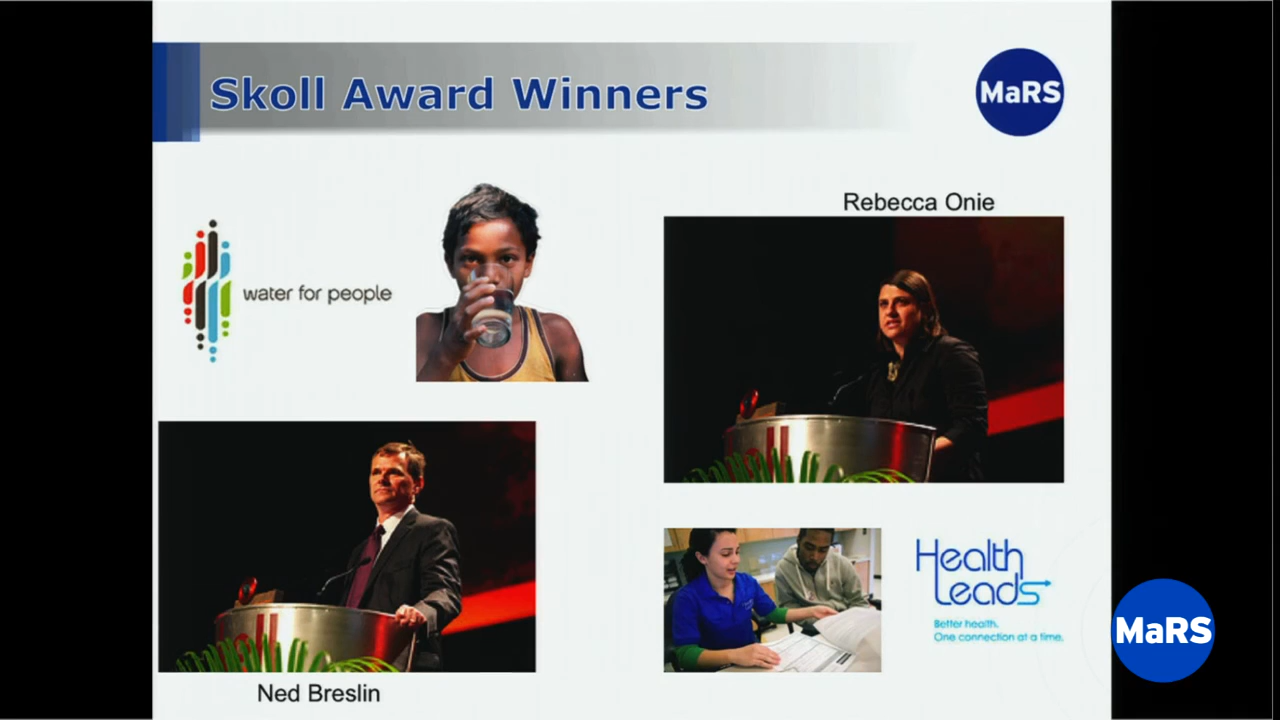 Skoll Award Winners
MaRS
Rebecca Onie
water for people
Health
Leads
Better health.
One connection at a time.
MaRS
Ned Breslin